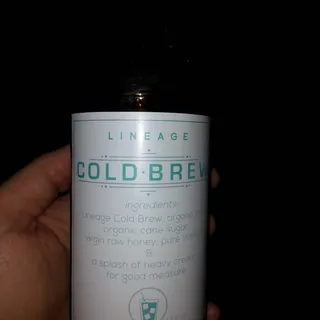 LINEAGE
COLD·BREW
ingredients:
Lineage Cold Brew, organic
organic cane sugar
virgin raw honey, pure
&
a splash of heavy cream
for good measure